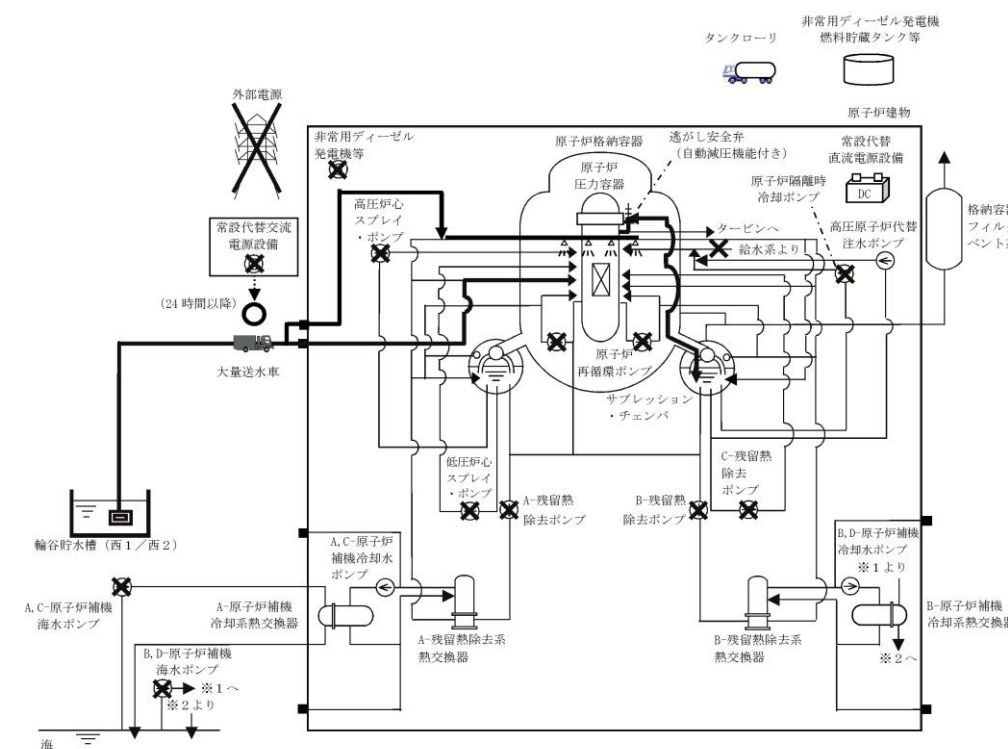 タンクローリ
非常用ディーゼル発電機
燃料貯蔵タンク等
外部電源
原子炉建物
非常用ディーゼル
発電機等
原子炉格納容器
原子炉
圧力容器
逃がし安全弁
(自動減圧機能付き)
常設代替
直流電源設備
DC
原子炉隔離時
冷却ポンプ
高圧炉心
スプレイ
・ポンプ
常設代替交流
電源設備
タービンへ
給水系より
高圧原子炉代替
注水ポンプ
格納容器
フィル
ベント
(24時間以降)
大量送水車
原子炉
再循環ポンプ
サプレッション
・チェンバ
低圧炉心
スプレイ
・ポンプ
A-残留熱
除去ポンプ
B-残留熱
除去ポンプ
C-残留熱
除去
ポンプ
輪谷貯水槽(西1/西2)
A,C-原子炉
補機冷却水
ポンプ
B,D-原子炉補機
冷却水ポンプ
※1より
A,C-原子炉補機
海水ポンプ
A-原子炉補機
冷却系熱交換器
A-残留熱除去系
熱交換器
B-残留熱除去系
熱交換器
B-原子炉補機
冷却系熱交換器
※2へ
B,D-原子炉補機
海水ポンプ
※1へ
※2より
海